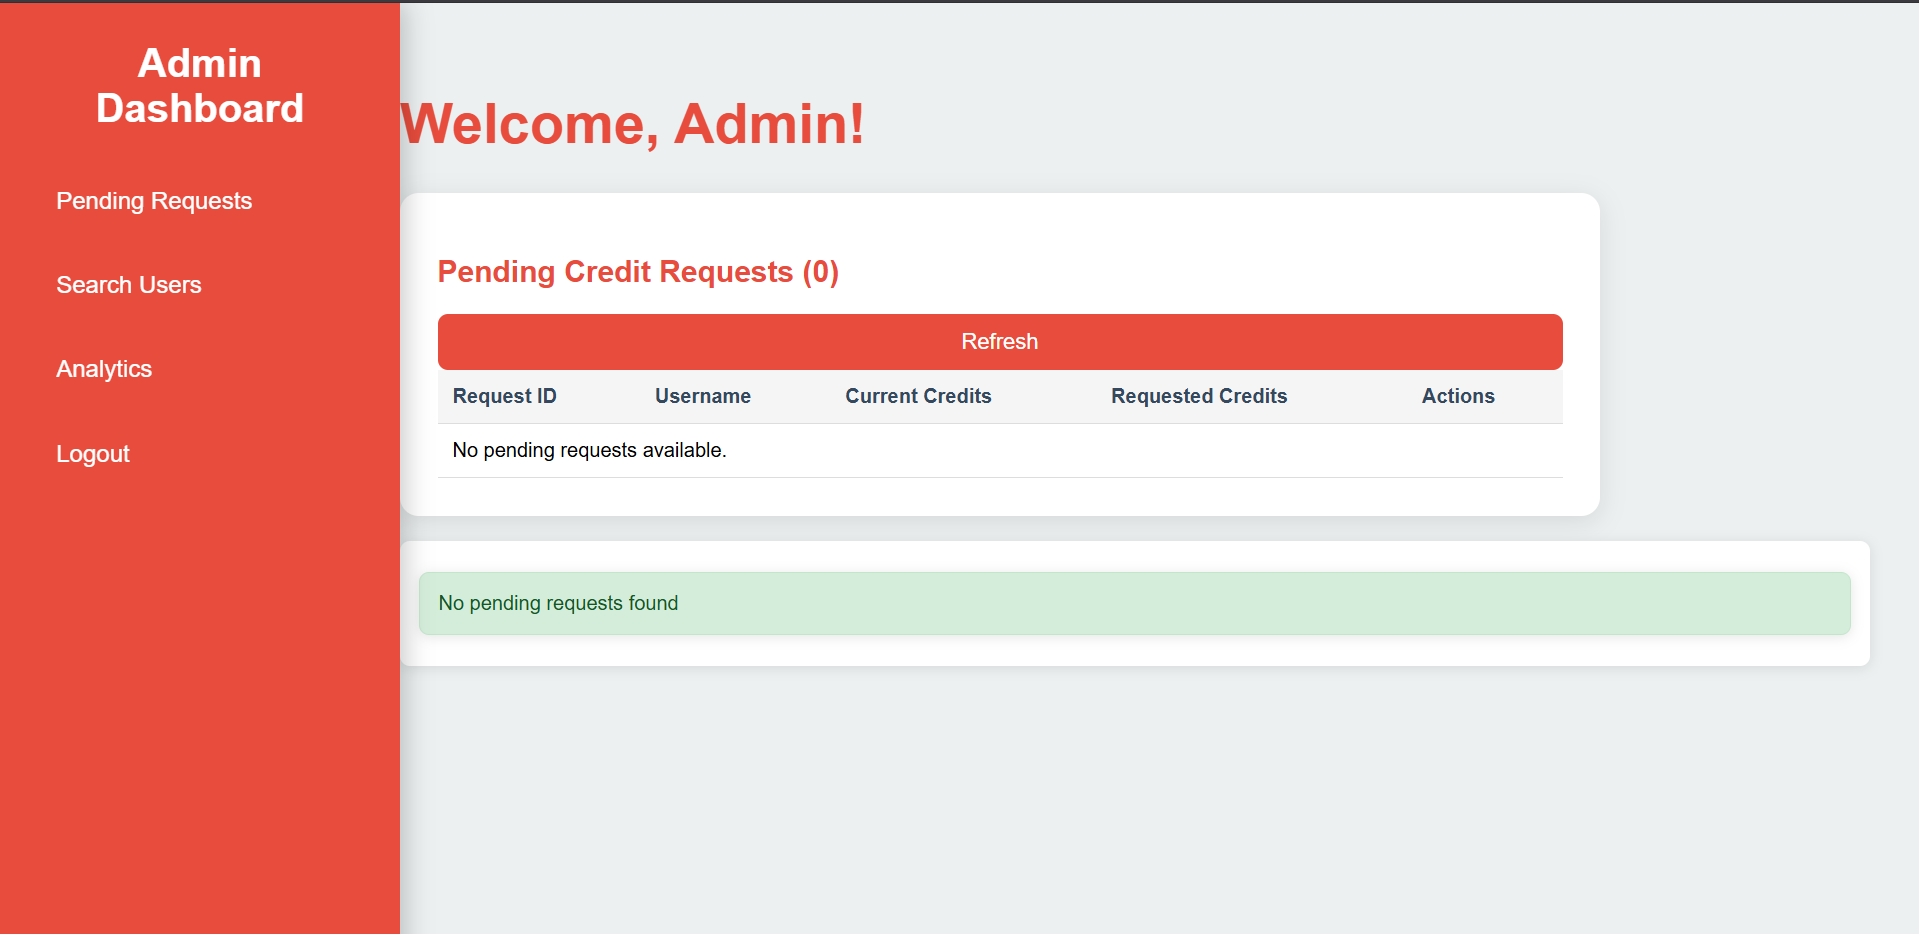 Admin
Dashboard
Pending Requests
Search Users
Analytics
Logout
Welcome, Admin!
Pending Credit Requests (0)
Refresh
Request ID Username Current Credits Requested Credits Actions
No pending requests available.
No pending requests found